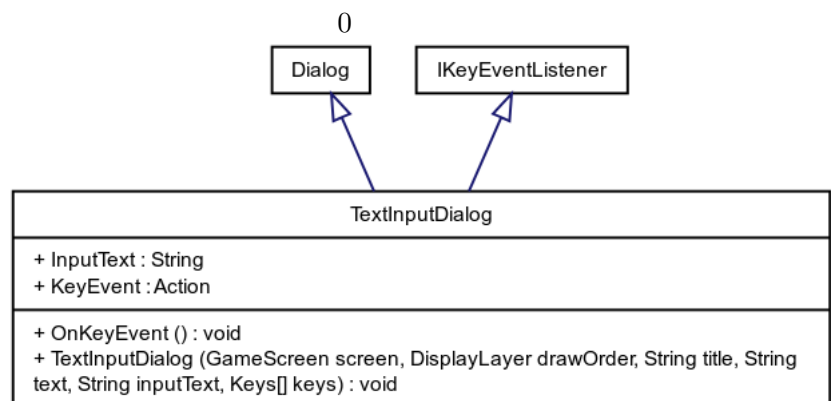 0
Dialog
IKeyEventListener
TextInputDialog
+ InputText : String
+ KeyEvent : Action
+ OnKeyEvent () : void
+ TextInputDialog (GameScreen screen, DisplayLayer drawOrder, String title, String
text, String inputText, Keys[] keys) : void